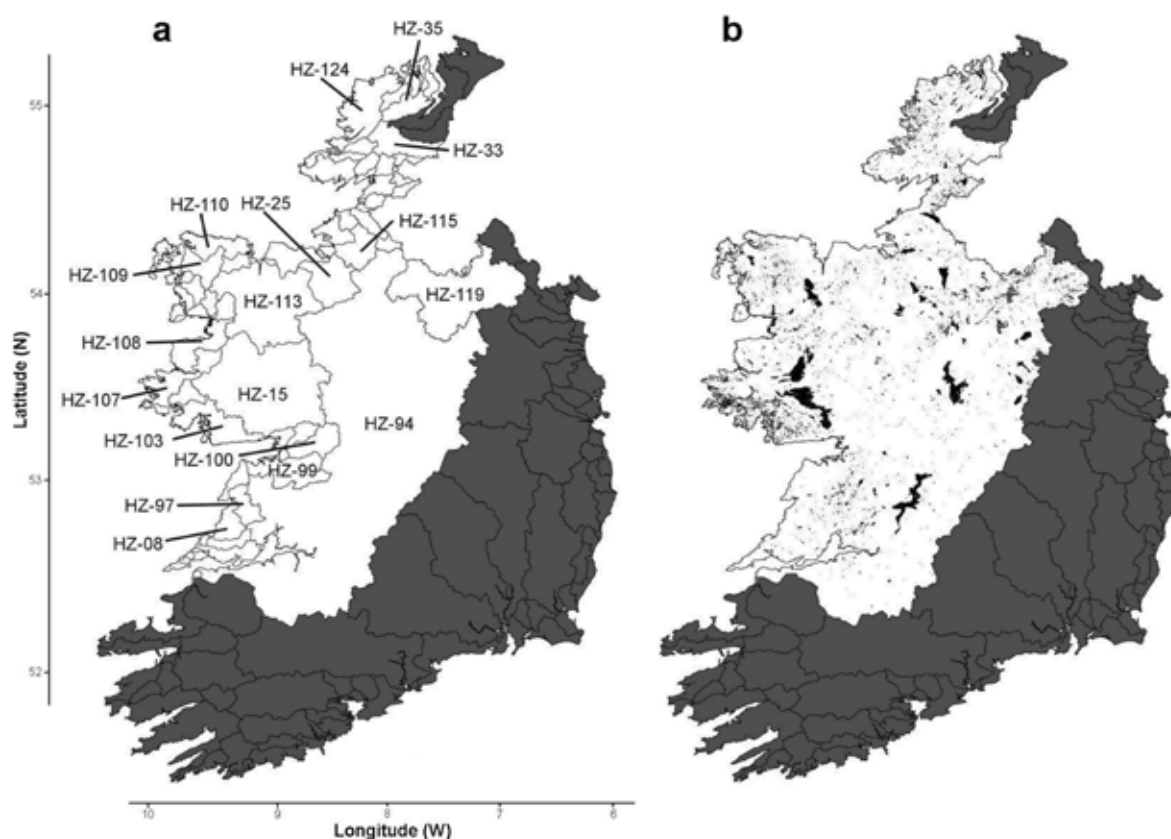 a
b
HZ-35
HZ-124
HZ-33
HZ-110
HZ-25
HZ-115
HZ-109
HZ-113
HZ-119
HZ-108
HZ-107
HZ-15
HZ-103
HZ-94
HZ-100
HZ-99
HZ-97
HZ-08
55
54
53
52
Latitude (N)
10 9 8 7 6
Longitude (W)